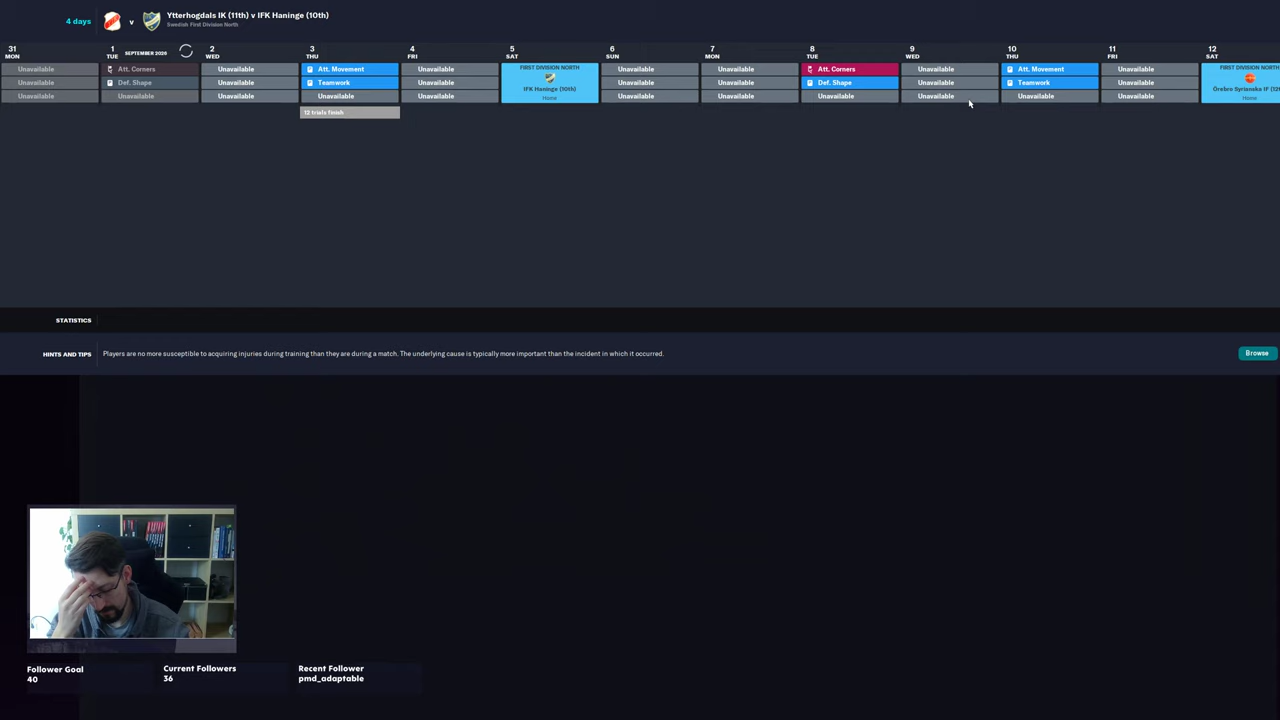 4 days
v
Ytterhogdals IK (11th) v IFK Haninge (10th)
Swedish First Division North
31
MON
1
TUE
SEPTEMBER 2026
2
WED
3
THU
4
FRI
5
SAT
6
SUN
7
MON
8
TUE
9
WED
10
THU
11
FRI
12
SAT
Unavailable
Att. Corners
Unavailable
Att. Movement
Unavailable
FIRST DIVISION NORTH
Unavailable
Unavailable
Att. Corners
Unavailable
Att. Movement
Unavailable
FIRST DIVISION NORTH
Unavailable
Def. Shape
Unavailable
Teamwork
Unavailable
IFK Haninge (10th)
Unavailable
Unavailable
Def. Shape
Unavailable
Teamwork
Unavailable
Örebro Syrianska IF (12t
Unavailable
Unavailable
Unavailable
Unavailable
Unavailable
Home
Unavailable
Unavailable
Unavailable
Unavailable
Unavailable
Unavailable
Home
12 trials finish
STATISTICS
HINTS AND TIPS
Players are no more susceptible to acquiring injuries during training than they are during a match. The underlying cause is typically more important than the incident in which it occurred.
Browse
Follower Goal
40
Current Followers
36
Recent Follower
pmd_adaptable